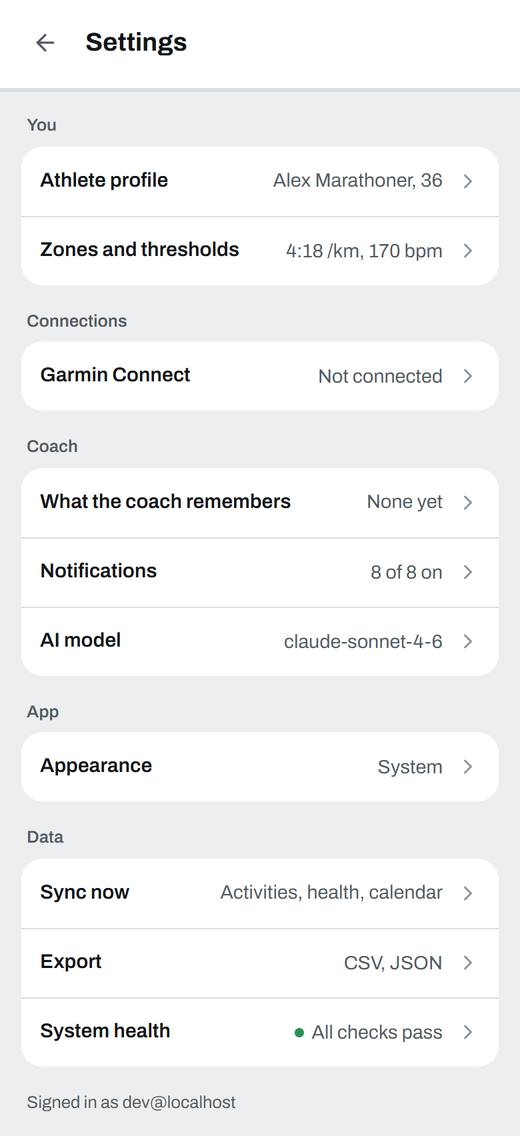 Settings
You
Athlete profile Alex Marathoner, 36
Zones and thresholds 4:18 /km, 170 bpm
Connections
Garmin Connect Not connected
Coach
What the coach remembers None yet
Notifications 8 of 8 on
AI model claude-sonnet-4-6
App
Appearance System
Data
Sync now Activities, health, calendar
Export CSV, JSON
System health All checks pass
Signed in as dev@localhost